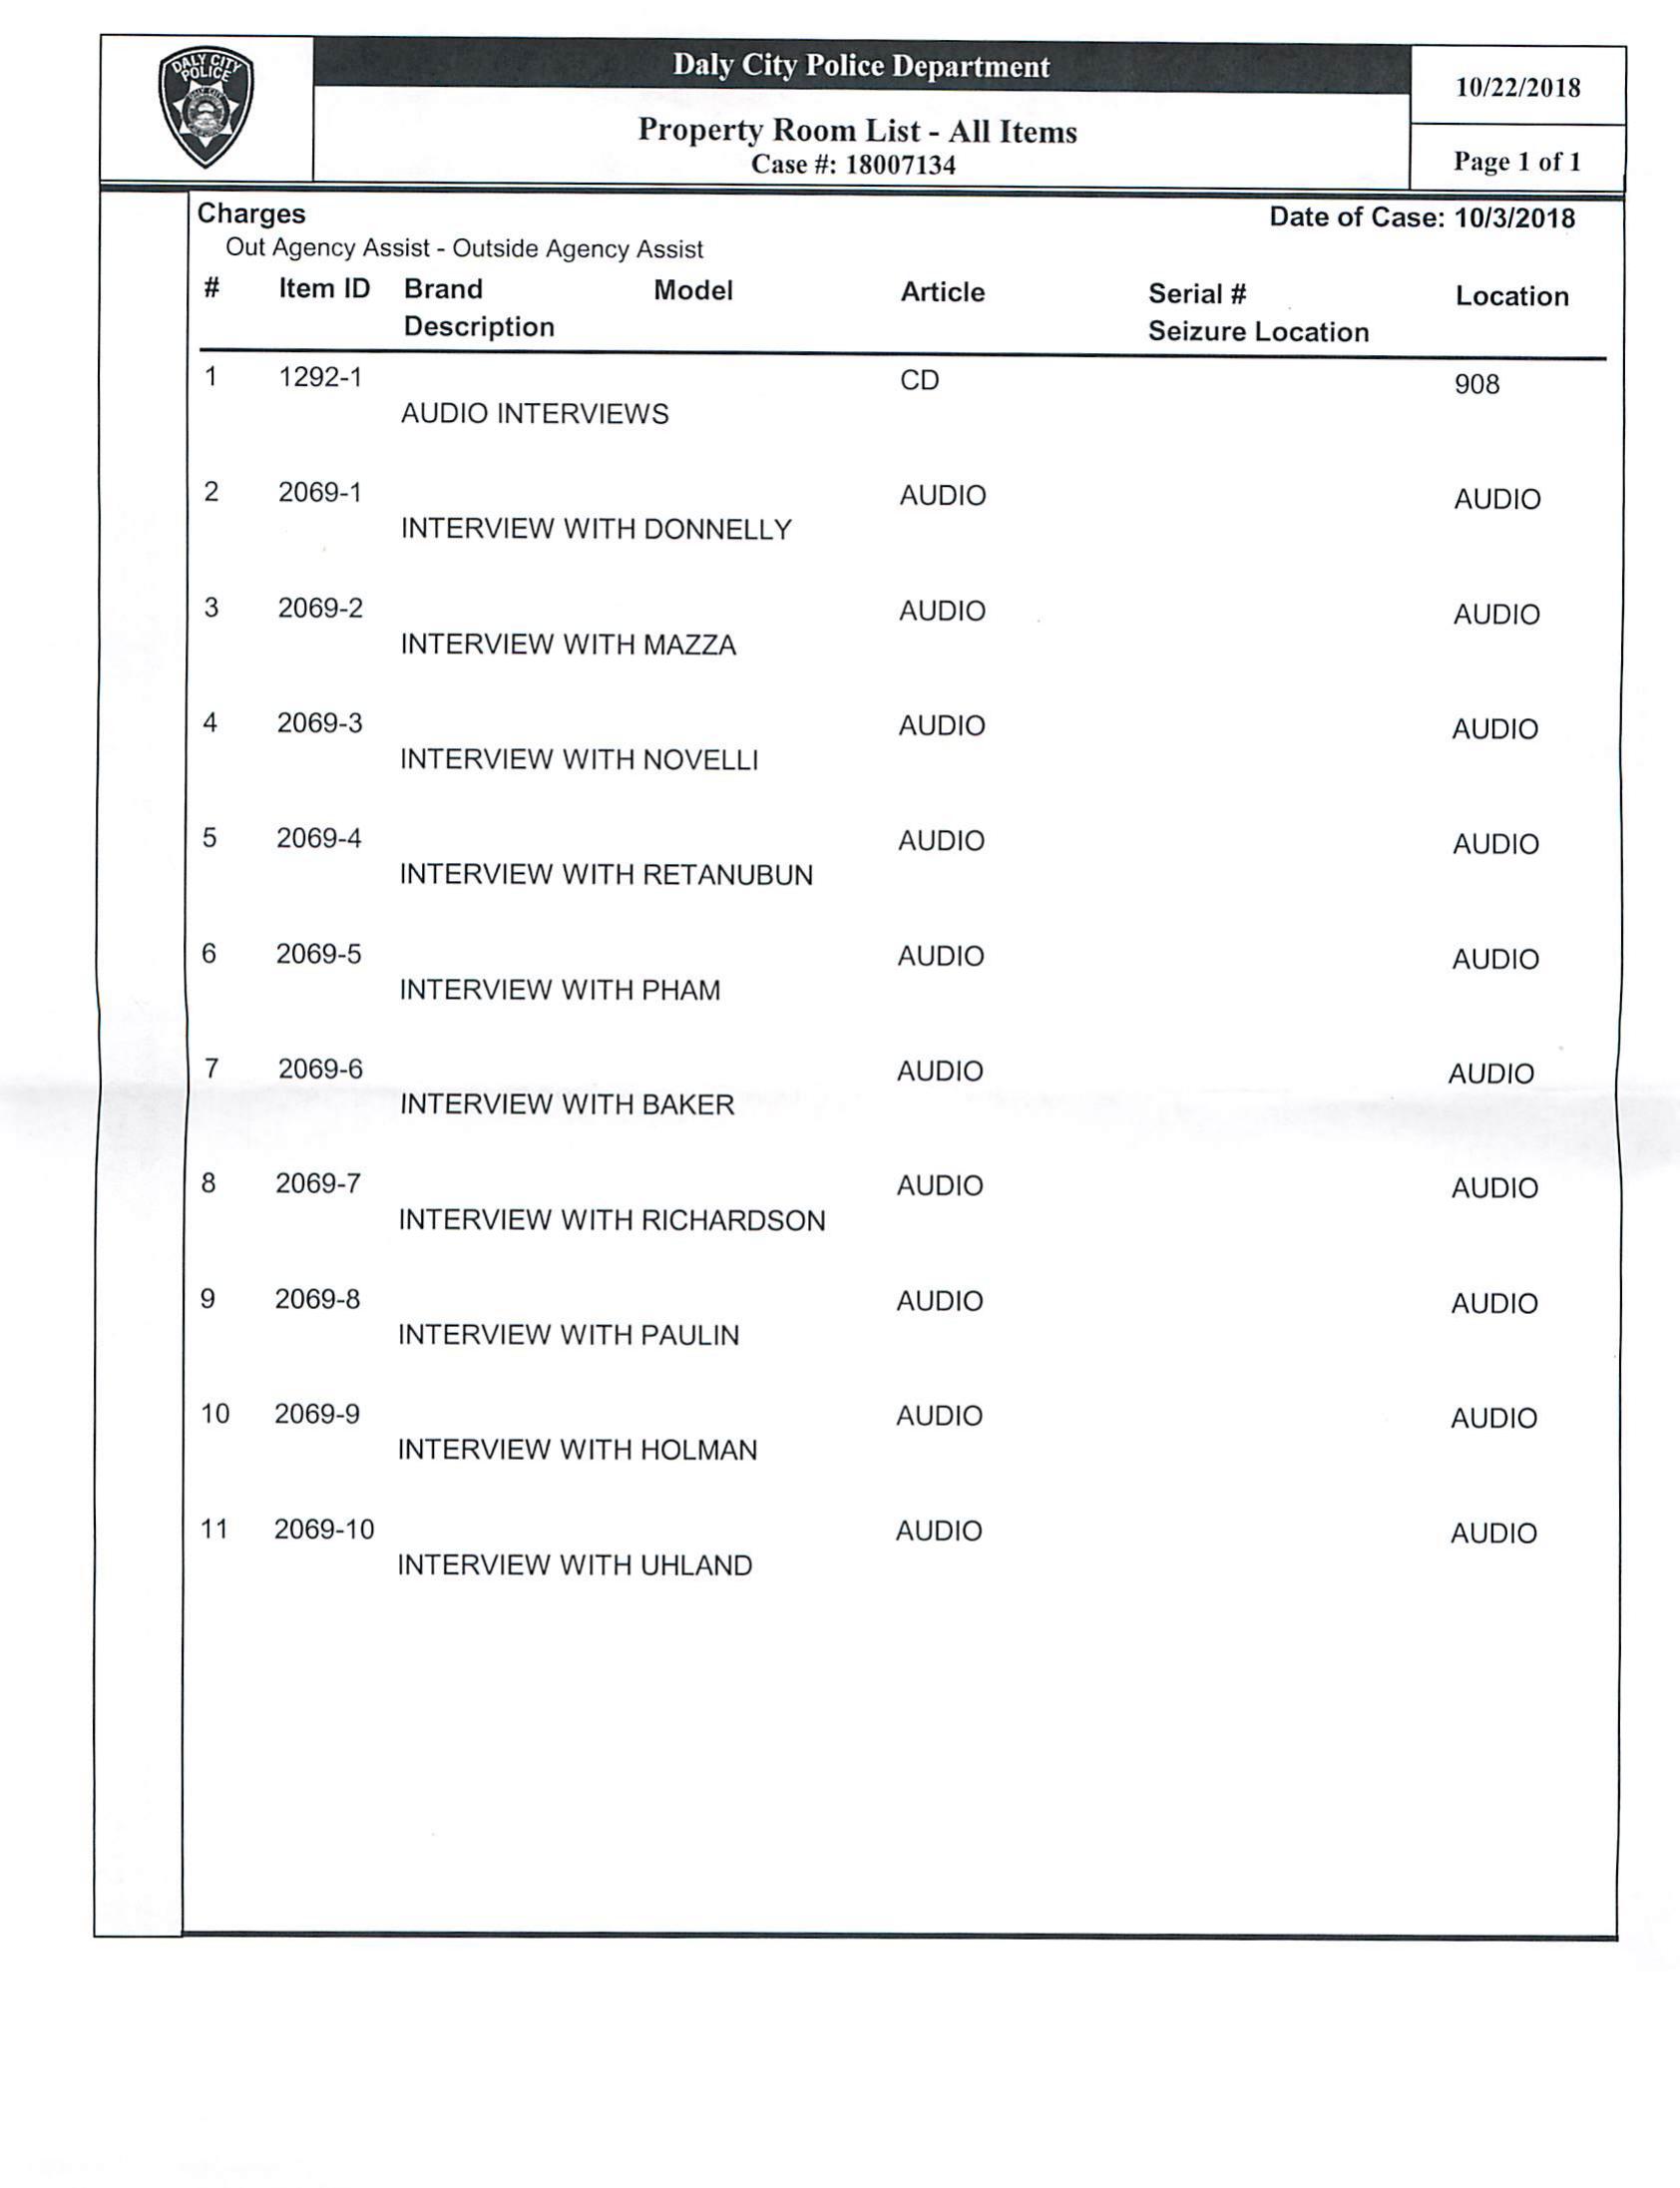 DALY CITY
POLICE
Daly City Police Department
10/22/2018
Property Room List - All Items
Case #: 18007134
Page 1 of 1
Charges
Date of Case: 10/3/2018
Out Agency Assist - Outside Agency Assist
# Item ID Brand Model Article Serial # Location
Description Seizure Location
1 1292-1 CD 908
AUDIO INTERVIEWS
2 2069-1 AUDIO AUDIO
INTERVIEW WITH DONNELLY
3 2069-2 AUDIO AUDIO
INTERVIEW WITH MAZZA
4 2069-3 AUDIO AUDIO
INTERVIEW WITH NOVELLI
5 2069-4 AUDIO AUDIO
INTERVIEW WITH RETANUBUN
6 2069-5 AUDIO AUDIO
INTERVIEW WITH PHAM
7 2069-6 AUDIO AUDIO
INTERVIEW WITH BAKER
8 2069-7 AUDIO AUDIO
INTERVIEW WITH RICHARDSON
9 2069-8 AUDIO AUDIO
INTERVIEW WITH PAULIN
10 2069-9 AUDIO AUDIO
INTERVIEW WITH HOLMAN
11 2069-10 AUDIO AUDIO
INTERVIEW WITH UHLAND